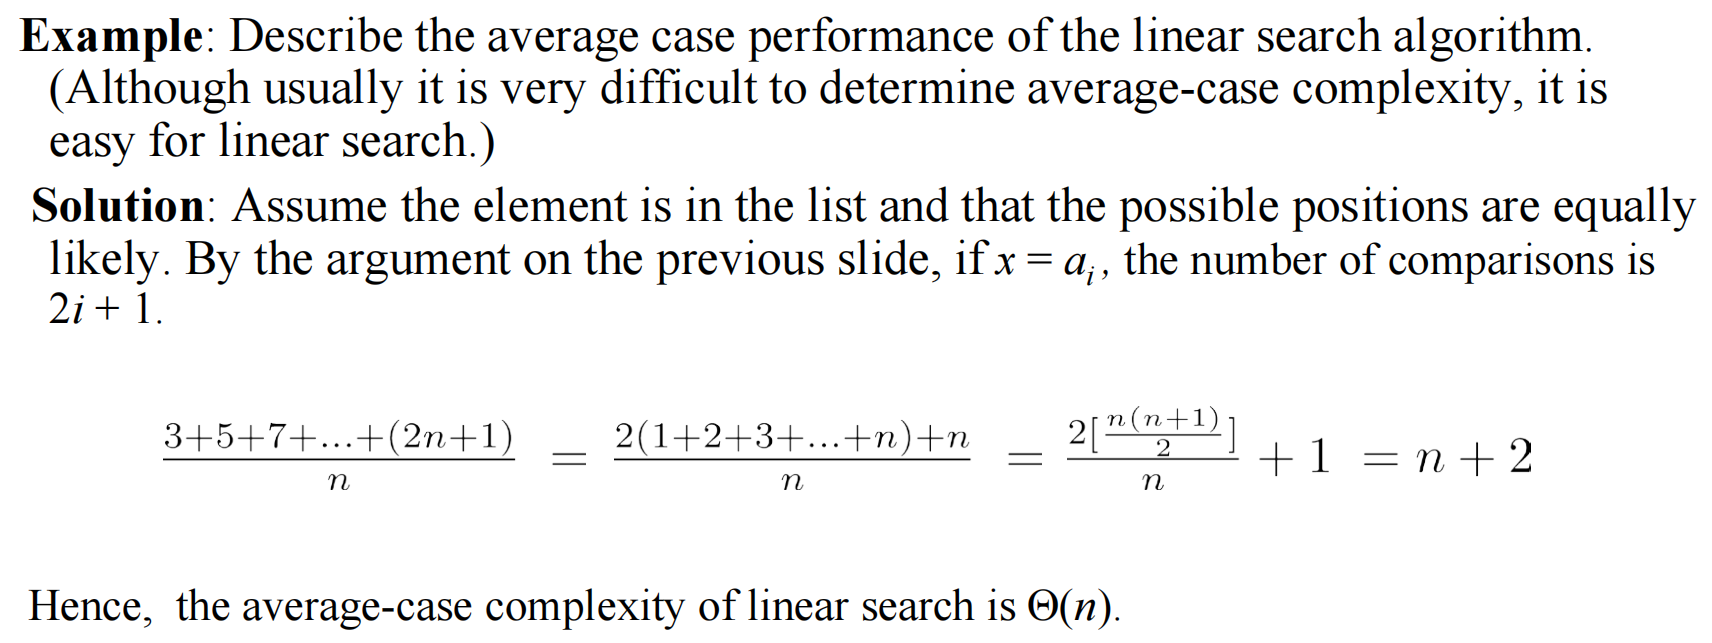 Example: Describe the average case performance of the linear search algorithm.
(Although usually it is very difficult to determine average-case complexity, it is
easy for linear search.)
Solution: Assume the element is in the list and that the possible positions are equally
likely. By the argument on the previous slide, if x = aᵢ, the number of comparisons is
2i + 1.
\frac{3+5+7+...+(2n+1)}{n} = \frac{2(1+2+3+...+n)+n}{n} = \frac{2[\frac{n(n+1)}{2}]}{n} + 1 = n + 2
Hence, the average-case complexity of linear search is Θ(n).